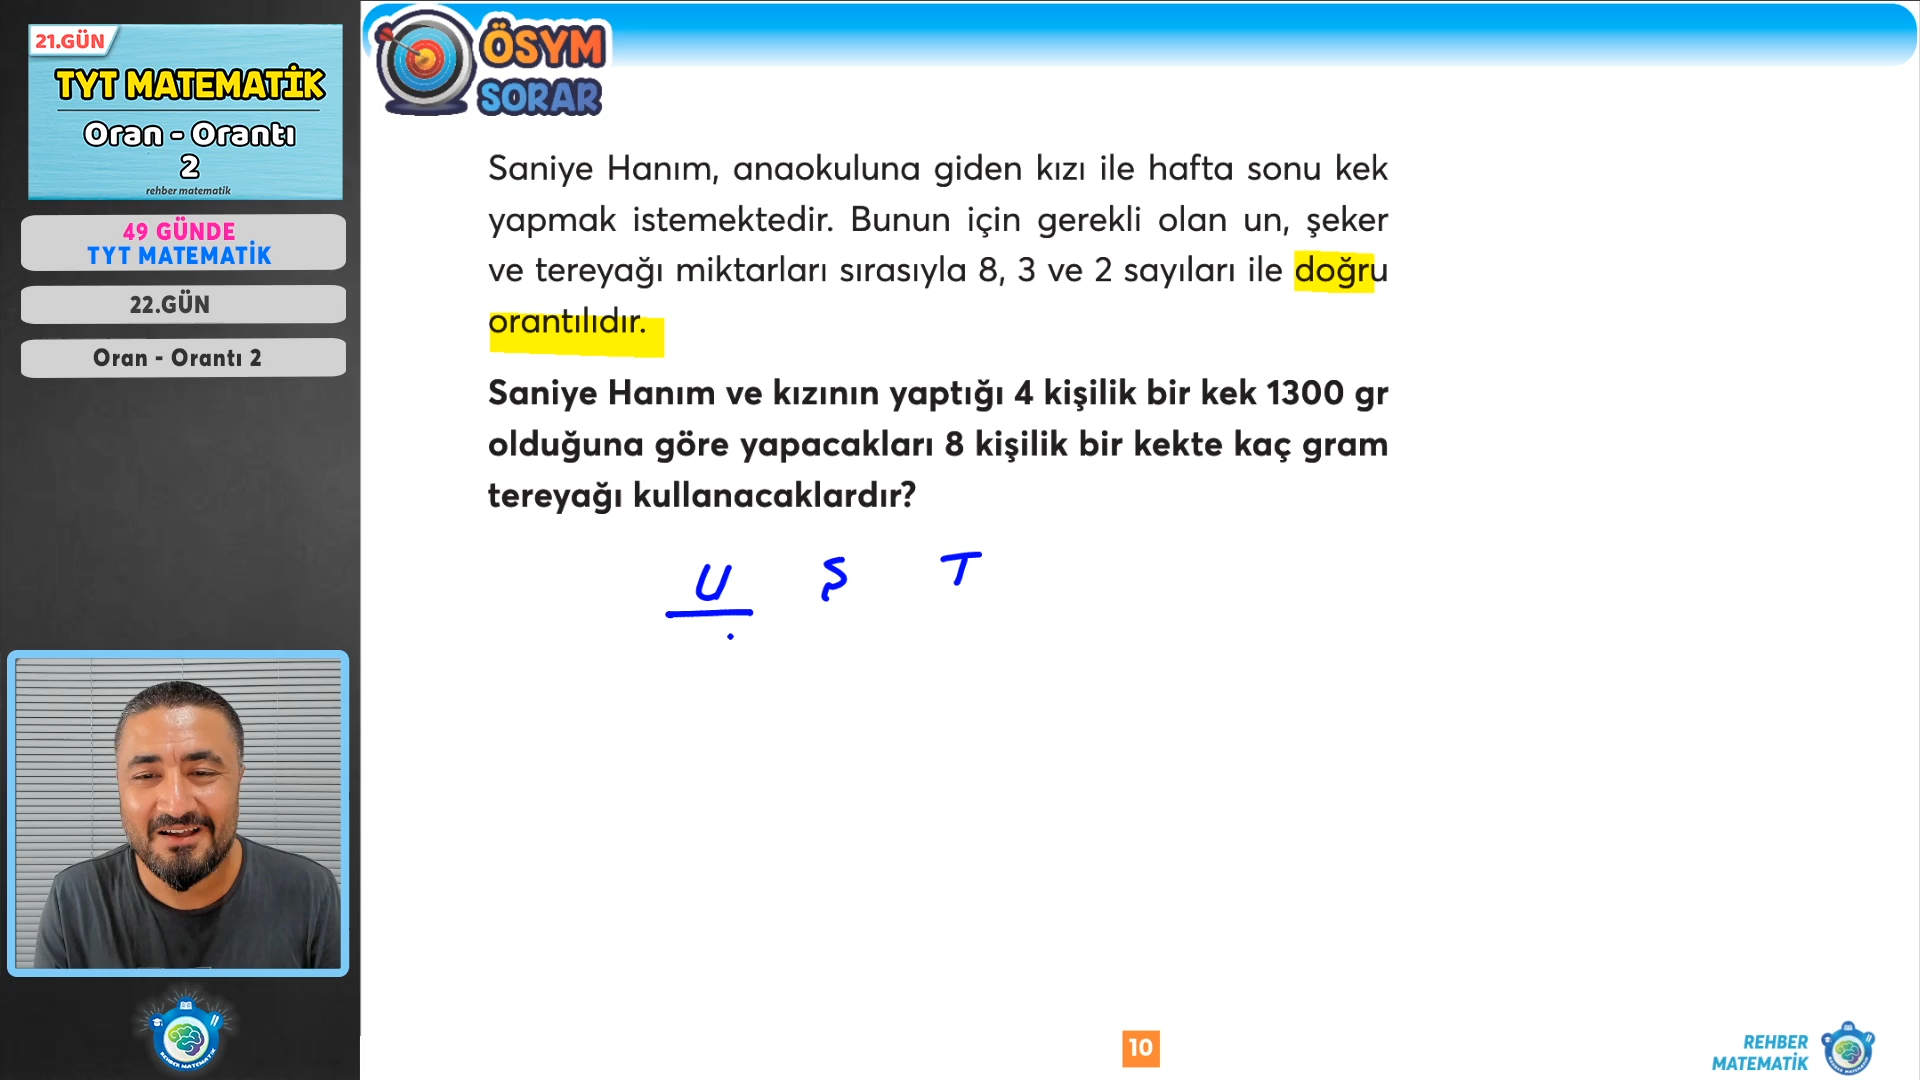 21.GÜN
TYT MATEMATİK
Oran - Orantı
2
rehber matematik
49 GÜNDE
TYT MATEMATİK
22.GÜN
Oran - Orantı 2
ÖSYM
SORAR
Saniye Hanım, anaokuluna giden kızı ile hafta sonu kek
yapmak istemektedir. Bunun için gerekli olan un, şeker
ve tereyağı miktarları sırasıyla 8, 3 ve 2 sayıları ile doğru
orantılıdır.
Saniye Hanım ve kızının yaptığı 4 kişilik bir kek 1300 gr
olduğuna göre yapacakları 8 kişilik bir kekte kaç gram
tereyağı kullanacaklardır?
U Ş T
REHBER MATEMATİK
10
REHBER
MATEMATİK